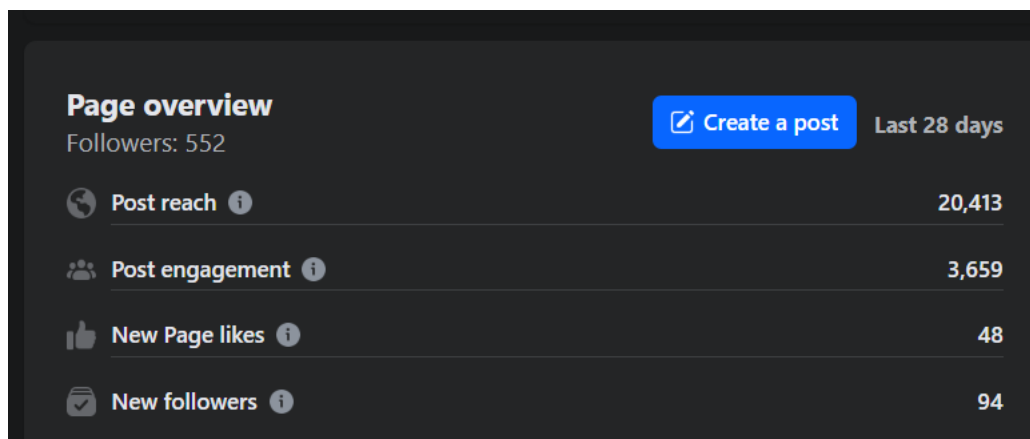 Page overview
Followers: 552
Create a post
Last 28 days
Post reach 20,413
Post engagement 3,659
New Page likes 48
New followers 94